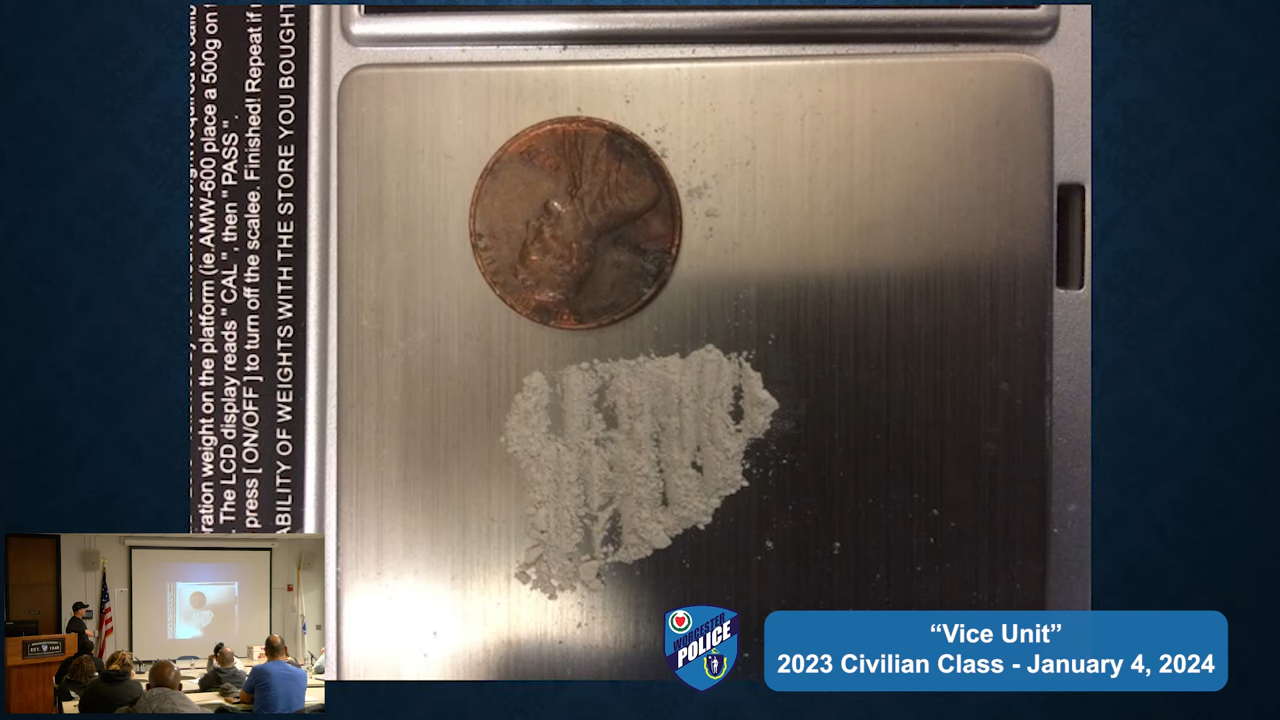 ration weight on the platform (ie.AMW-600 place a 500g on
. The LCD display reads " CAL ", then " PASS ".
press [ ON/OFF ] to turn off the scalee. Finished! Repeat if
ABILITY OF WEIGHTS WITH THE STORE YOU BOUGHT
WORCESTER
POLICE
“Vice Unit”
2023 Civilian Class - January 4, 2024